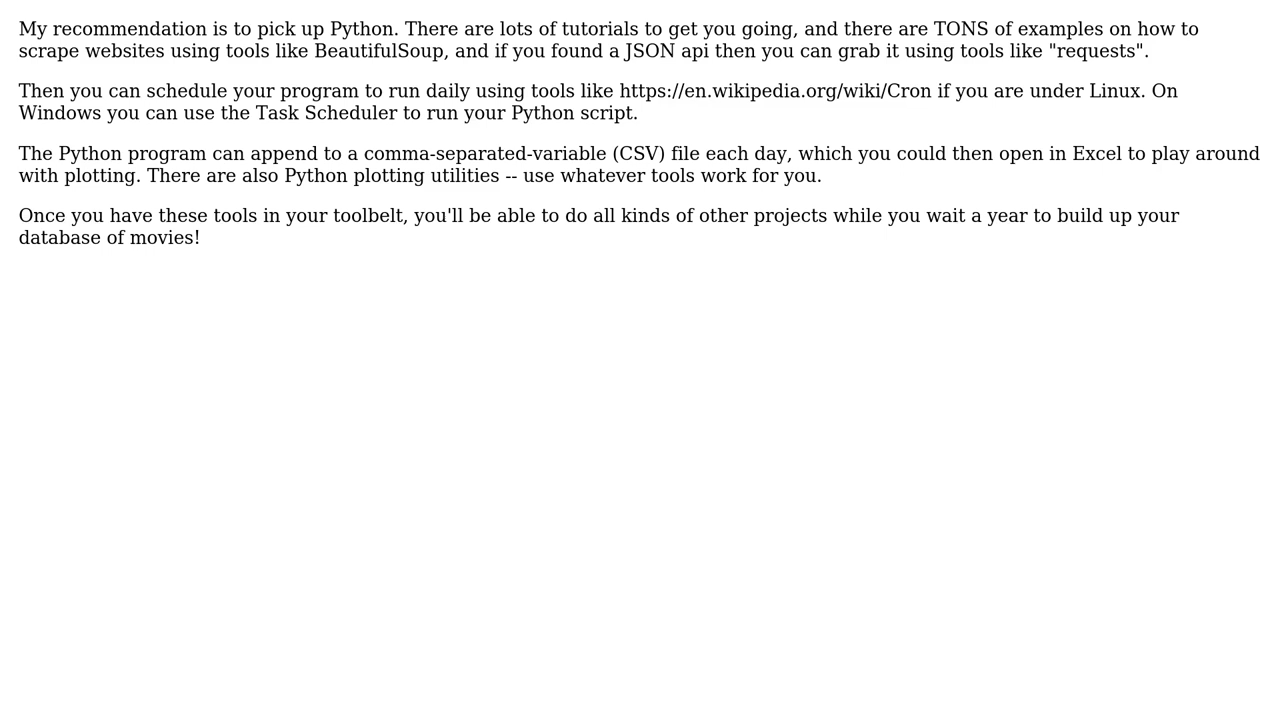 My recommendation is to pick up Python. There are lots of tutorials to get you going, and there are TONS of examples on how to
scrape websites using tools like BeautifulSoup, and if you found a JSON api then you can grab it using tools like "requests".
Then you can schedule your program to run daily using tools like https://en.wikipedia.org/wiki/Cron if you are under Linux. On
Windows you can use the Task Scheduler to run your Python script.
The Python program can append to a comma-separated-variable (CSV) file each day, which you could then open in Excel to play around
with plotting. There are also Python plotting utilities -- use whatever tools work for you.
Once you have these tools in your toolbelt, you'll be able to do all kinds of other projects while you wait a year to build up your
database of movies!